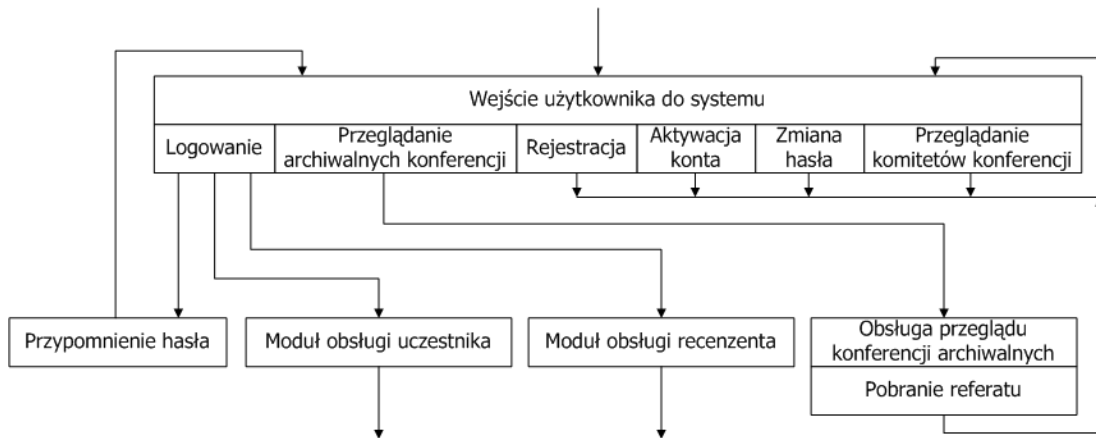 Wejście użytkownika do systemu
Logowanie
Przeglądanie
archiwalnych konferencji
Rejestracja
Aktywacja
konta
Zmiana
hasła
Przeglądanie
komitetów konferencji
Przypomnienie hasła
Moduł obsługi uczestnika
Moduł obsługi recenzenta
Obsługa przeglądu
konferencji archiwalnych
Pobranie referatu